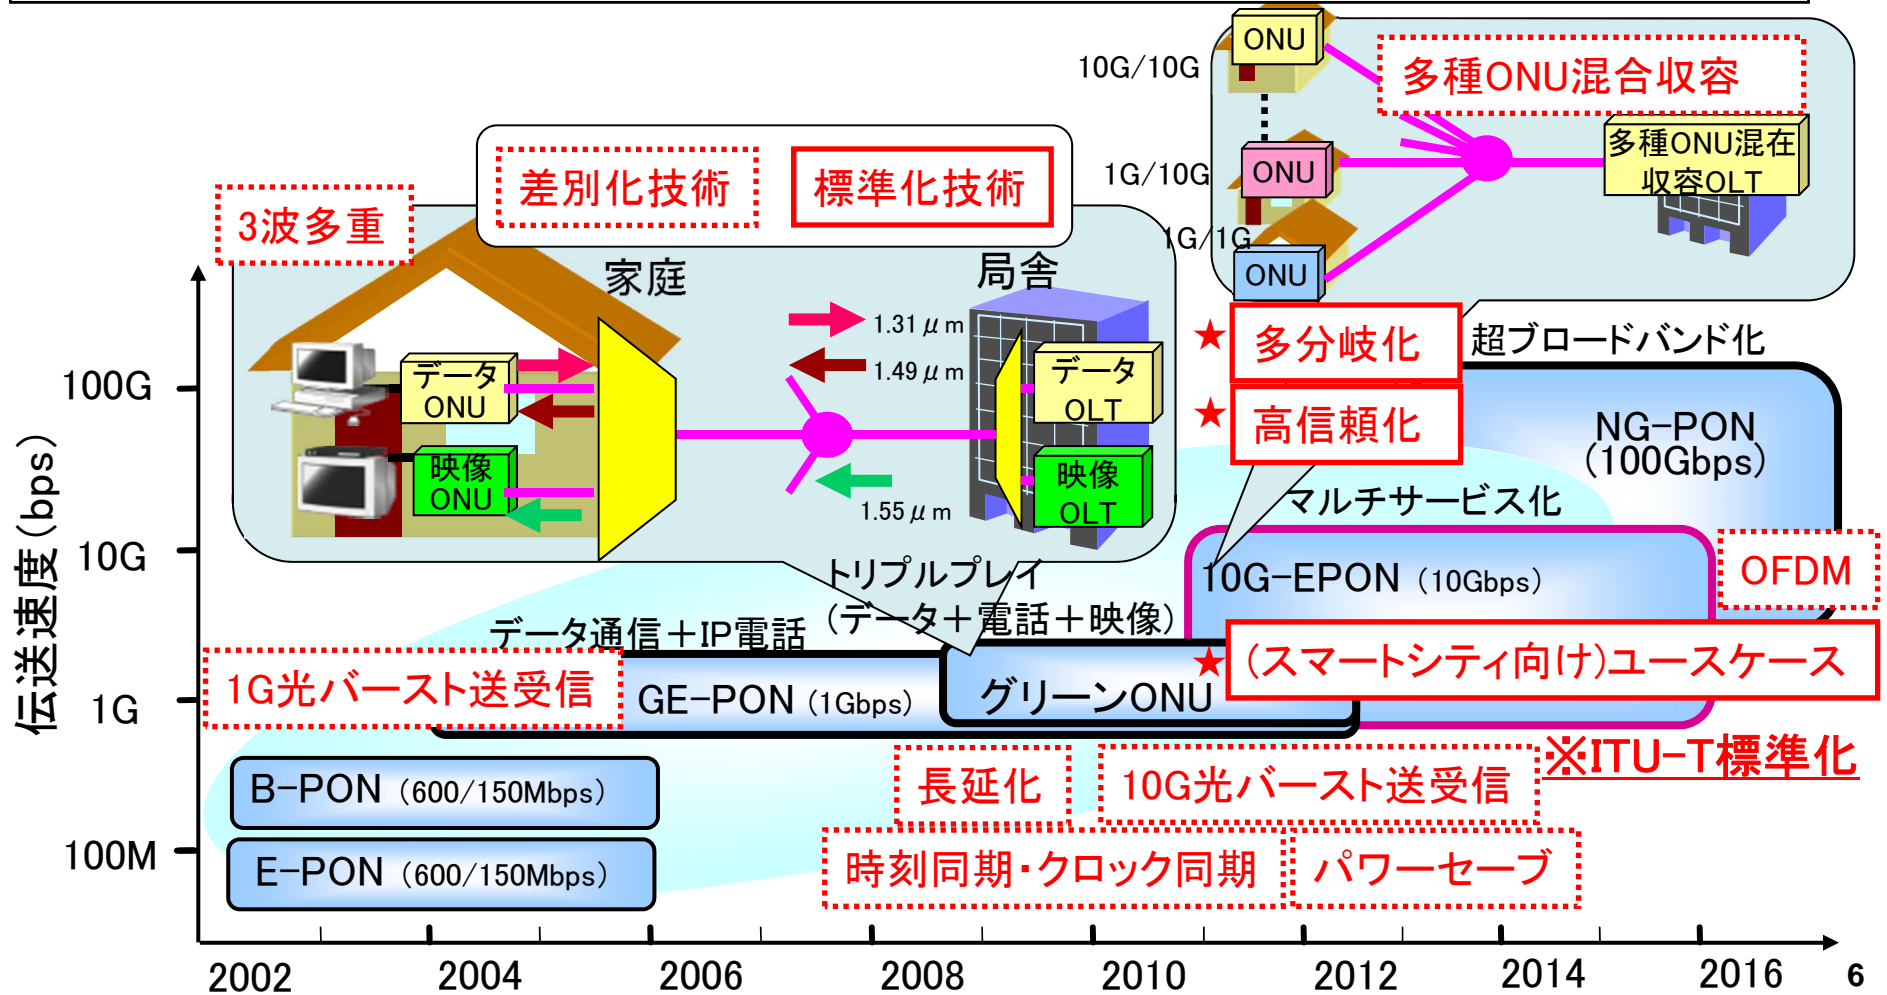 ONU
10G/10G
多種ONU混合収容
ONU
1G/10G
多種ONU混在
収容OLT
1G/1G
ONU
差別化技術
標準化技術
3波多重
家庭
局舎
1.31μm
1.49μm
1.55μm
データ
ONU
映像
ONU
データ
OLT
映像
OLT
★
多分岐化
超ブロードバンド化
★
高信頼化
NG-PON
(100Gbps)
マルチサービス化
トリプルプレイ
(データ+電話+映像)
10G-EPON (10Gbps)
OFDM
データ通信+IP電話
★
(スマートシティ向け)ユースケース
1G光バースト送受信
GE-PON (1Gbps)
グリーンONU
※ITU-T標準化
B-PON (600/150Mbps)
長延化
10G光バースト送受信
E-PON (600/150Mbps)
時刻同期・クロック同期
パワーセーブ
伝送速度(bps)
100G
10G
1G
100M
2002
2004
2006
2008
2010
2012
2014
2016
6